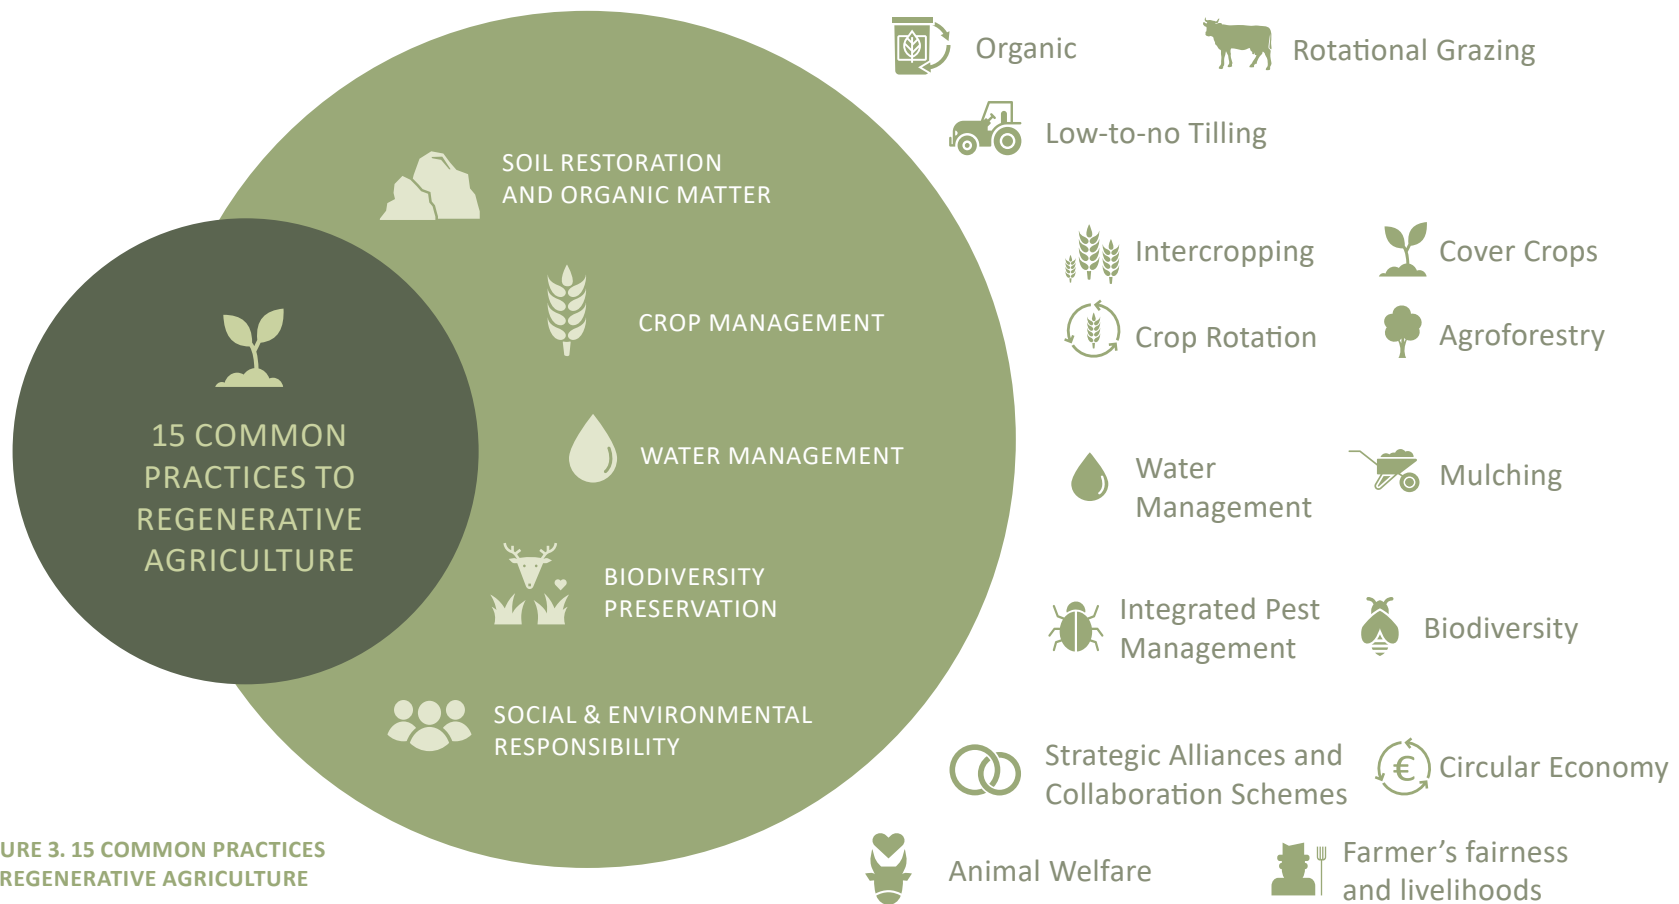 15 COMMON
PRACTICES TO
REGENERATIVE
AGRICULTURE
SOIL RESTORATION
AND ORGANIC MATTER
CROP MANAGEMENT
WATER MANAGEMENT
BIODIVERSITY
PRESERVATION
SOCIAL & ENVIRONMENTAL
RESPONSIBILITY
Organic
Rotational Grazing
Low-to-no Tilling
Intercropping
Cover Crops
Crop Rotation
Agroforestry
Water
Management
Mulching
Integrated Pest
Management
Biodiversity
Strategic Alliances and
Collaboration Schemes
€
Circular Economy
Animal Welfare
Farmer’s fairness
and livelihoods
URE 3. 15 COMMON PRACTICES
REGENERATIVE AGRICULTURE